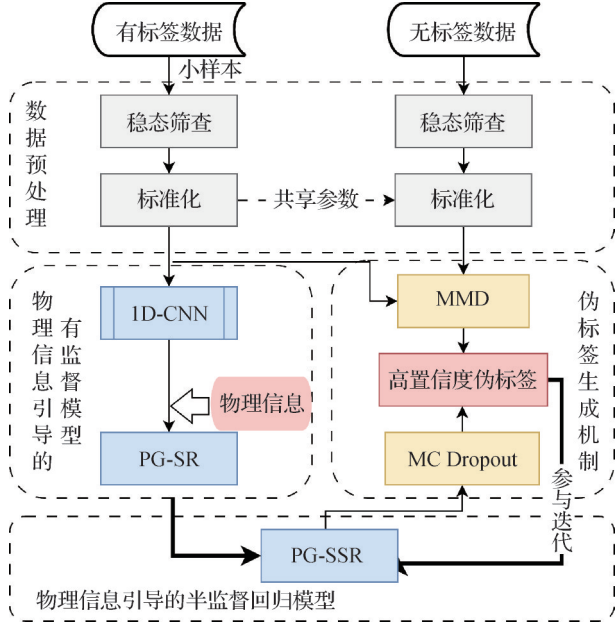 有标签数据
无标签数据
小样本
数据预处理
稳态筛查
稳态筛查
标准化
共享参数
标准化
物理信息引导的
有监督模型
1D-CNN
物理信息
PG-SR
MMD
高置信度伪标签
MC Dropout
伪标签生成机制
参与迭代
PG-SSR
物理信息引导的半监督回归模型